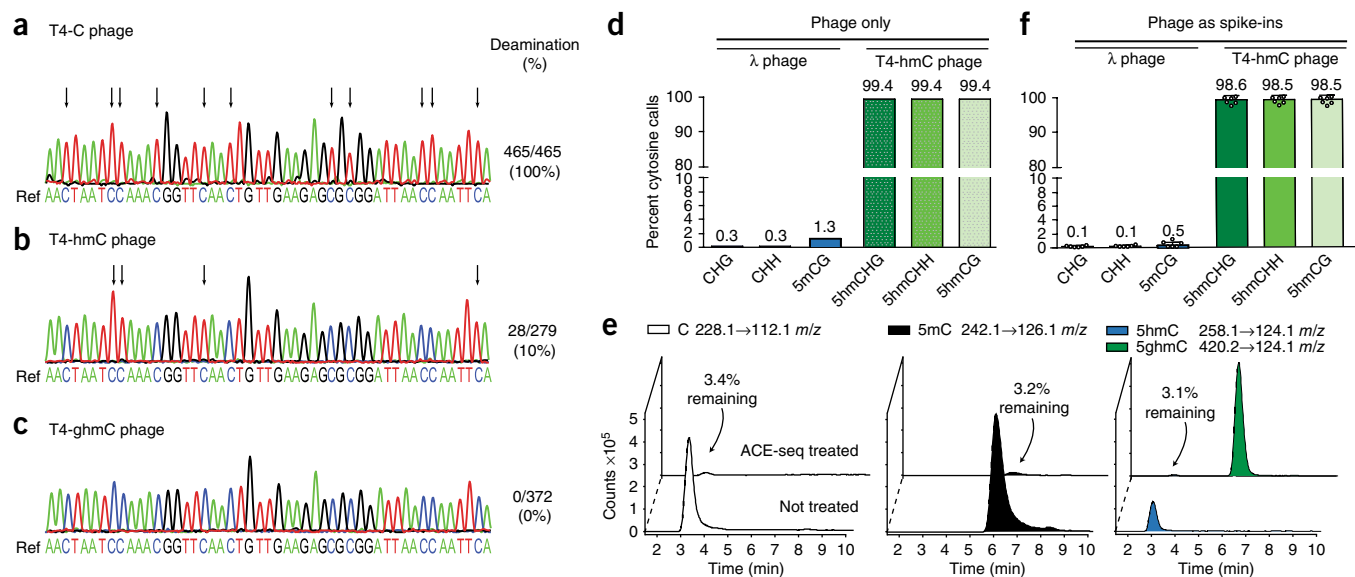 a
T4-C phage
Deamination
(%)
465/465
(100%)
Ref AACTAATCCAAACGGTTCAACTGTTGAAGAGCGCGGATTAACCAATTCA
b
T4-hmC phage
28/279
(10%)
Ref AACTAATCCAAACGGTTCAACTGTTGAAGAGCGCGGATTAACCAATTCA
c
T4-ghmC phage
0/372
(0%)
Ref AACTAATCCAAACGGTTCAACTGTTGAAGAGCGCGGATTAACCAATTCA
d
Phage only
λ phage
T4-hmC phage
99.4 99.4 99.4
Percent cytosine calls
100
90
80
10
8
6
4
2
0
0.3 0.3 1.3
CHG CHH 5mCG 5hmCHG 5hmCHH 5hmCG
f
Phage as spike-ins
λ phage
T4-hmC phage
98.6 98.5 98.5
100
90
80
10
8
6
4
2
0
0.1 0.1 0.5
CHG CHH 5mCG 5hmCHG 5hmCHH 5hmCG
e
C 228.1→112.1 m/z
5mC 242.1→126.1 m/z
5hmC 258.1→124.1 m/z
5ghmC 420.2→124.1 m/z
3.4%
remaining
ACE-seq treated
Not treated
3.2%
remaining
3.1%
remaining
Counts ×10⁵
5
4
3
2
1
0
2 3 4 5 6 7 8 9 10
Time (min)
2 3 4 5 6 7 8 9 10
Time (min)
2 3 4 5 6 7 8 9 10
Time (min)